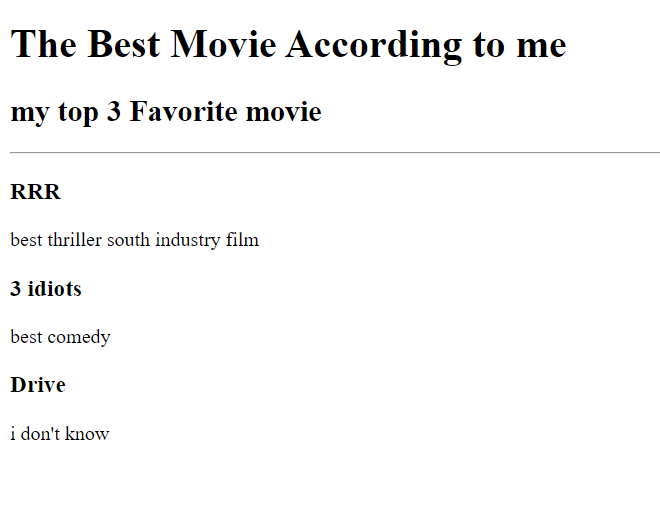 The Best Movie According to me
my top 3 Favorite movie
RRR
best thriller south industry film
3 idiots
best comedy
Drive
i don't know